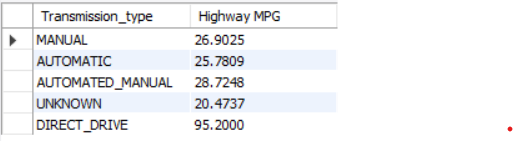 Transmission_type Highway MPG
MANUAL 26.9025
AUTOMATIC 25.7809
AUTOMATED_MANUAL 28.7248
UNKNOWN 20.4737
DIRECT_DRIVE 95.2000